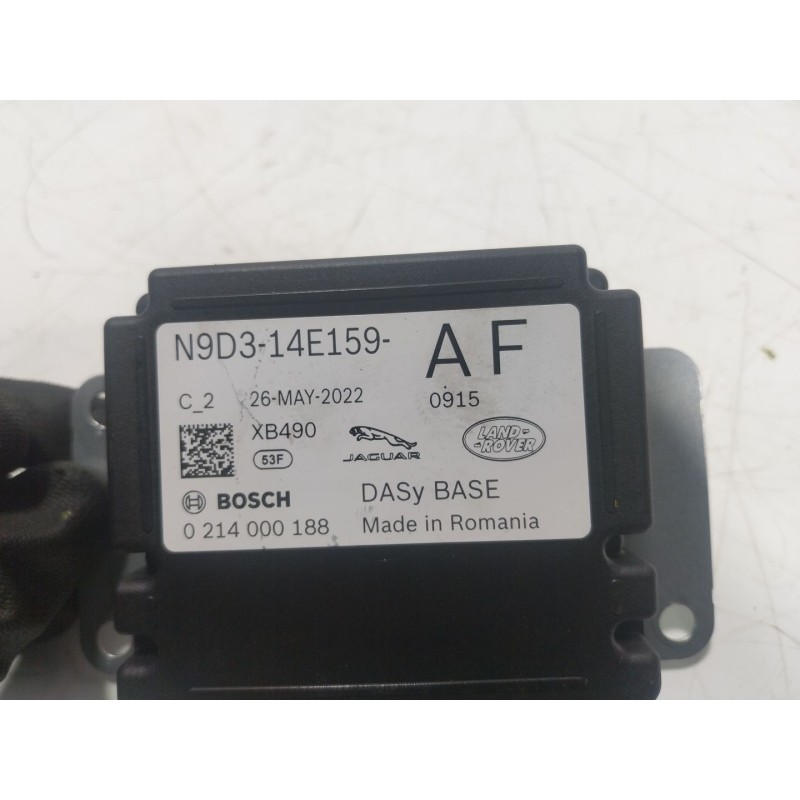 N9D3-14E159- AF
C_2 26-MAY-2022 0915
XB490 JAGUAR LAND-ROVER
53F
BOSCH DASy BASE
0 214 000 188 Made in Romania